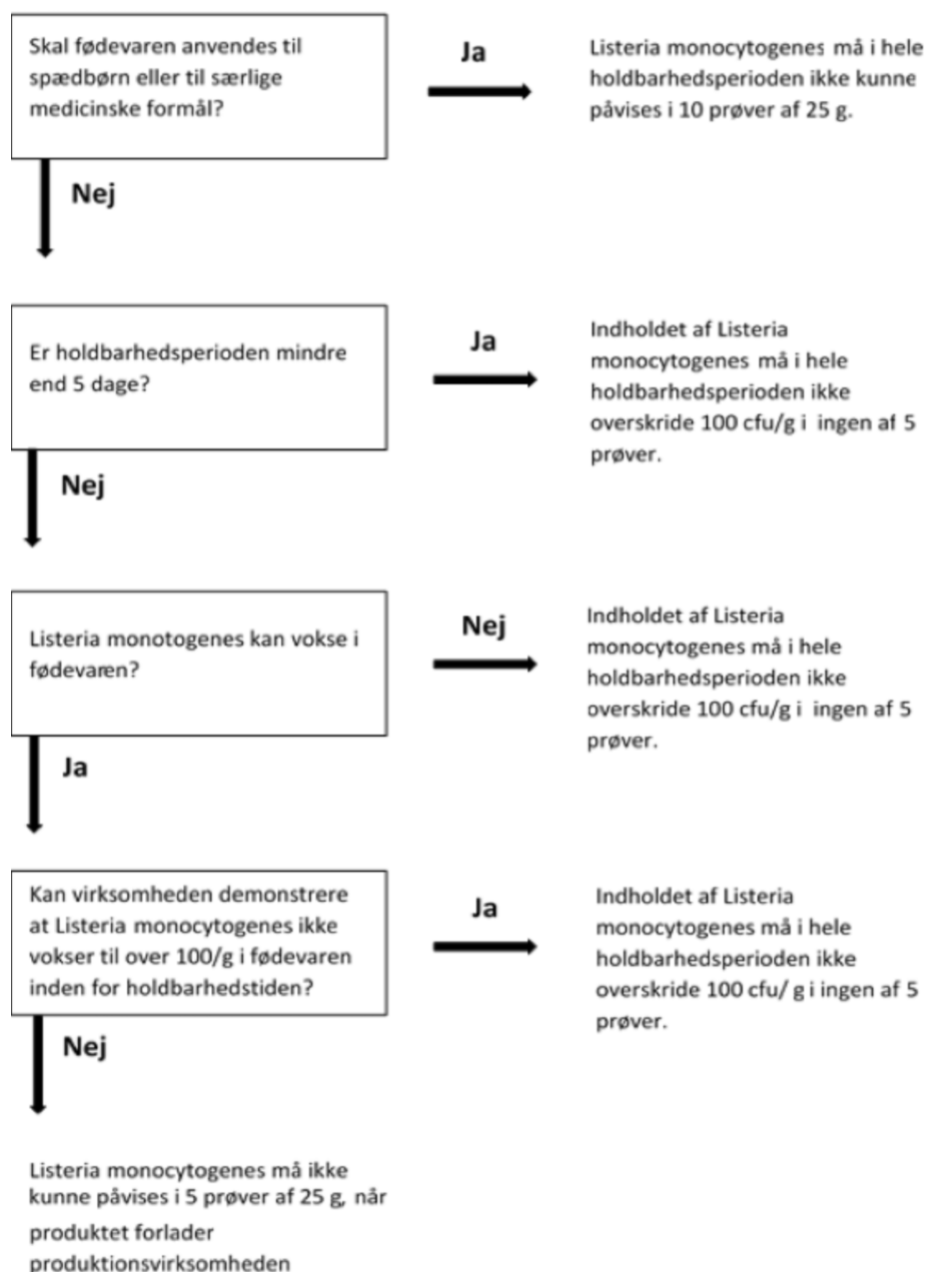 Skal fødevaren anvendes til
spædbørn eller til særlige
medicinske formål?
Ja
Listeria monocytogenes må i hele
holdbarhedsperioden ikke kunne
påvises i 10 prøver af 25 g.
Nej
Er holdbarhedsperioden mindre
end 5 dage?
Ja
Indholdet af Listeria
monocytogenes må i hele
holdbarhedsperioden ikke
overskride 100 cfu/g i ingen af 5
prøver.
Nej
Listeria monotogenes kan vokse i
fødevaren?
Nej
Indholdet af Listeria
monocytogenes må i hele
holdbarhedsperioden ikke
overskride 100 cfu/g i ingen af 5
prøver.
Ja
Kan virksomheden demonstrere
at Listeria monocytogenes ikke
vokser til over 100/g i fødevaren
inden for holdbarhedstiden?
Ja
Indholdet af Listeria
monocytogenes må i hele
holdbarhedsperioden ikke
overskride 100 cfu/ g i ingen af 5
prøver.
Nej
Listeria monocytogenes må ikke
kunne påvises i 5 prøver af 25 g, når
produktet forlader
produktionsvirksomheden